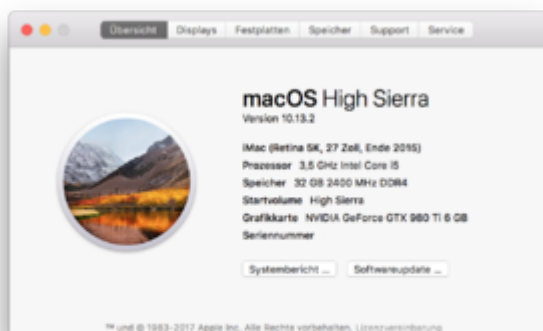 Übersicht Displays Festplatten Speicher Support Service
macOS High Sierra
Version 10.13.2
iMac (Retina 5K, 27 Zoll, Ende 2015)
Prozessor 3,5 GHz Intel Core i5
Speicher 32 GB 2400 MHz DDR4
Startvolume High Sierra
Grafikkarte NVIDIA GeForce GTX 980 Ti 6 GB
Seriennummer
Systembericht ... Softwareupdate ...
™ und © 1983-2017 Apple Inc. Alle Rechte vorbehalten. Lizenzvereinbarung